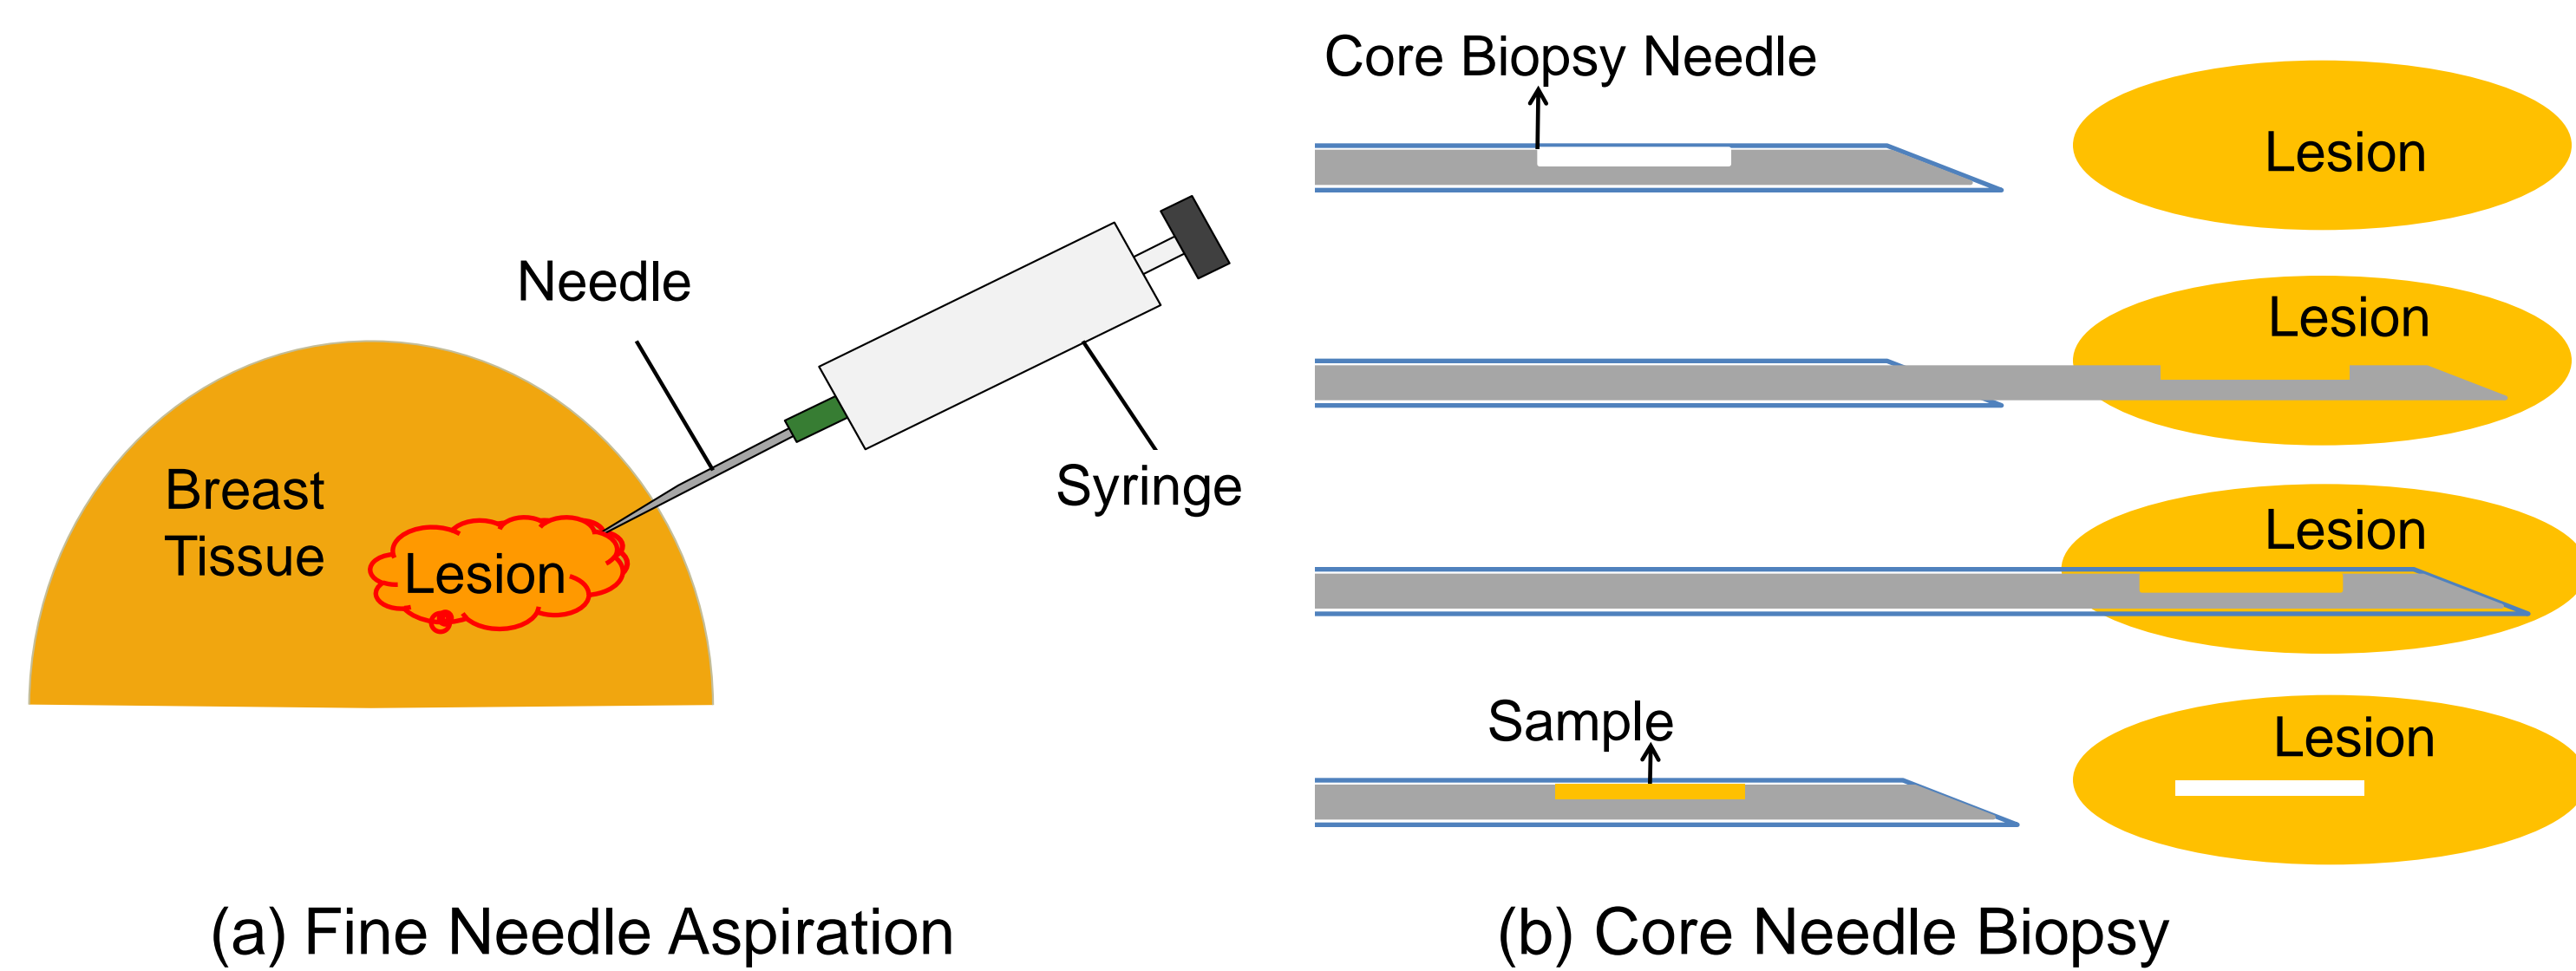 Needle
Syringe
Breast
Tissue
Lesion
(a) Fine Needle Aspiration
Core Biopsy Needle
Lesion
Lesion
Lesion
Sample
Lesion
(b) Core Needle Biopsy